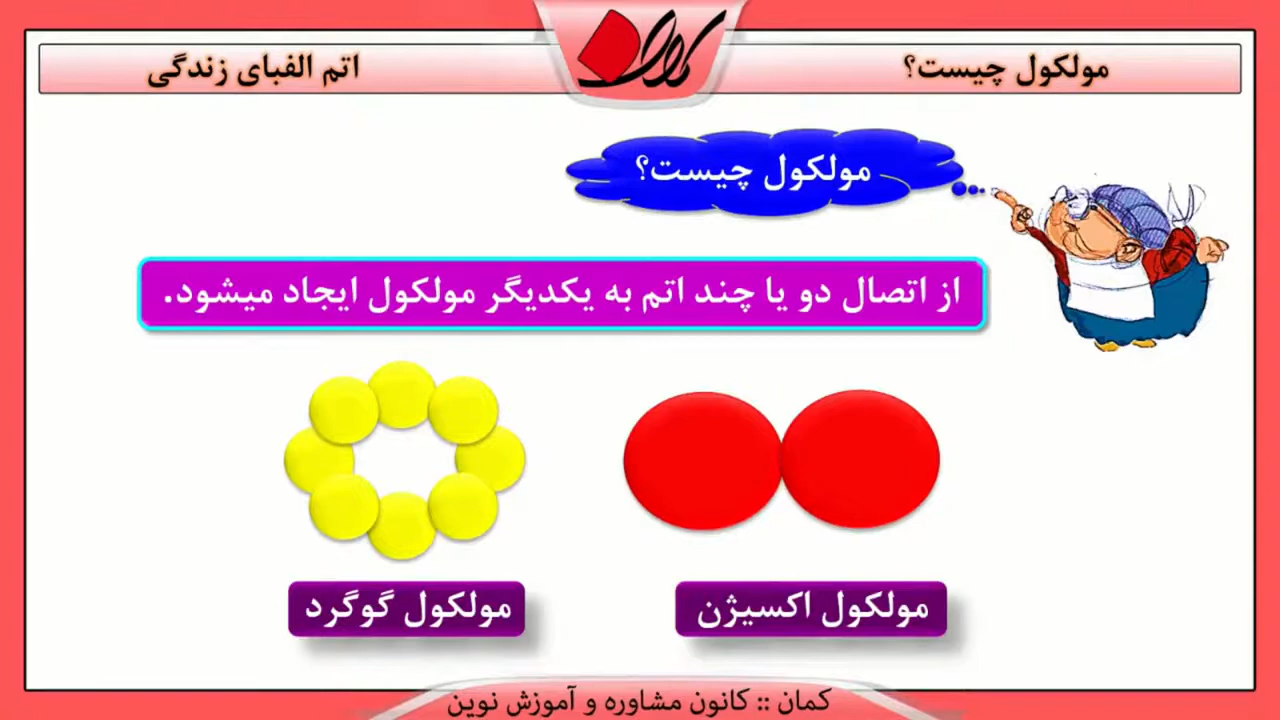 مولکول چیست؟
اتم الفبای زندگی
کمان
مولکول چیست؟
از اتصال دو یا چند اتم به یکدیگر مولکول ایجاد میشود.
مولکول اکسیژن
مولکول گوگرد
کمان :: کانون مشاوره و آموزش نوین